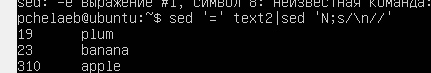 sed: -e выражение #1, символ 8: неизвестная команда:
pchelaeb@ubuntu:~$ sed '=' text2|sed 'N;s/\n//'
19 plum
23 banana
310 apple